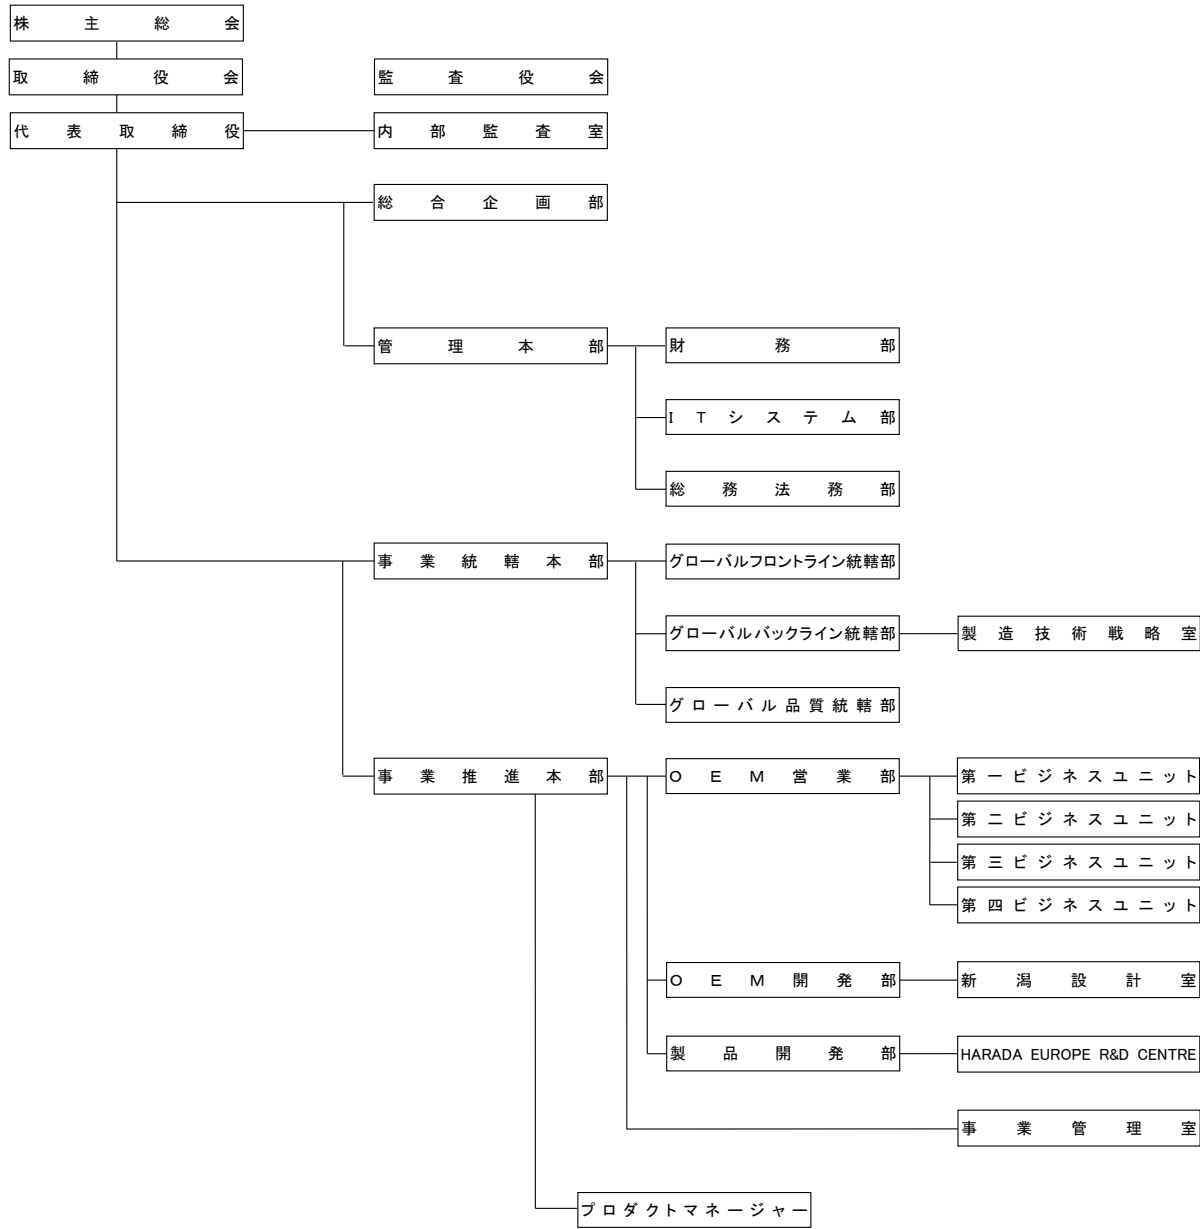 株主総会
取締役会
監査役会
代表取締役
内部監査室
総合企画部
管理本部
財務部
ITシステム部
総務法務部
事業統轄本部
グローバルフロントライン統轄部
グローバルバックライン統轄部
製造技術戦略室
グローバル品質統轄部
事業推進本部
OEM営業部
第一ビジネスユニット
第二ビジネスユニット
第三ビジネスユニット
第四ビジネスユニット
OEM開発部
新潟設計室
製品開発部
HARADA EUROPE R&D CENTRE
事業管理室
プロダクトマネージャー